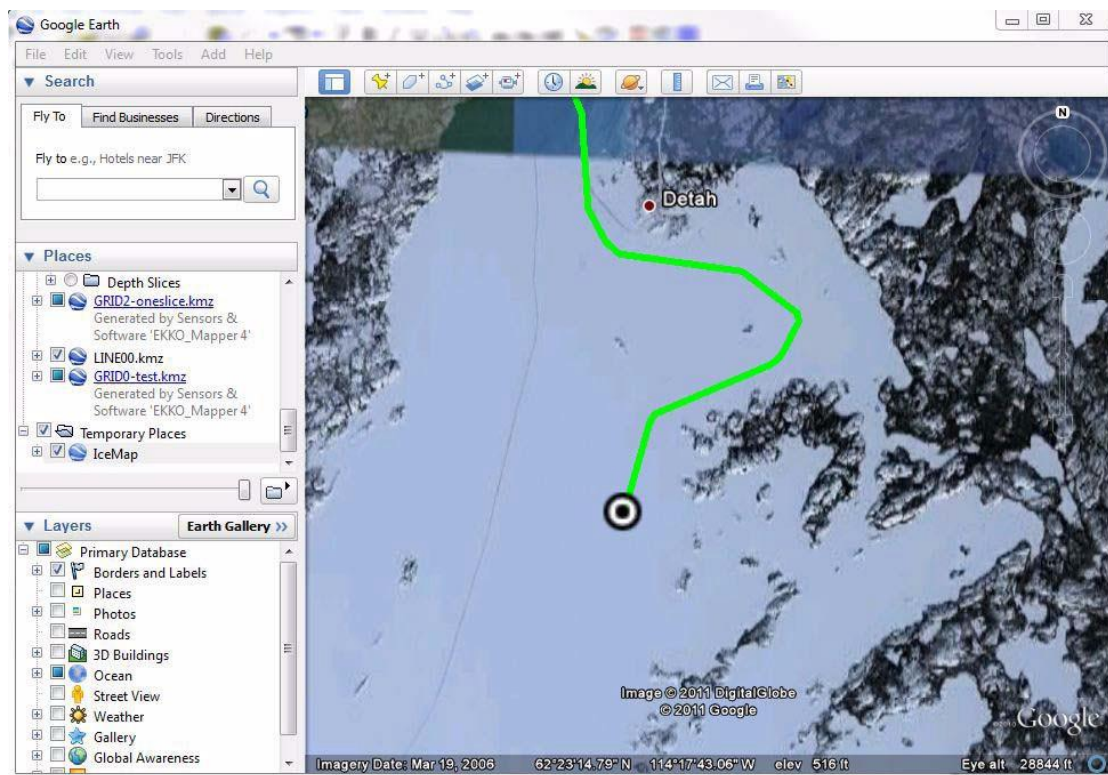 Google Earth
File Edit View Tools Add Help
Search
Fly To Find Businesses Directions
Fly to e.g., Hotels near JFK
Places
Depth Slices
GRID2-oneslice.kmz
Generated by Sensors &
Software 'EKKO_Mapper 4'
LINE00.kmz
GRID0-test.kmz
Generated by Sensors &
Software 'EKKO_Mapper 4'
Temporary Places
IceMap
Layers Earth Gallery >>
Primary Database
Borders and Labels
Places
Photos
Roads
3D Buildings
Ocean
Street View
Weather
Gallery
Global Awareness
N
Detah
Image © 2011 DigitalGlobe
© 2011 Google
Google
Imagery Date: Mar 19, 2006 62°23'14.79" N 114°17'43.06" W elev 516 ft Eye alt 28844 ft